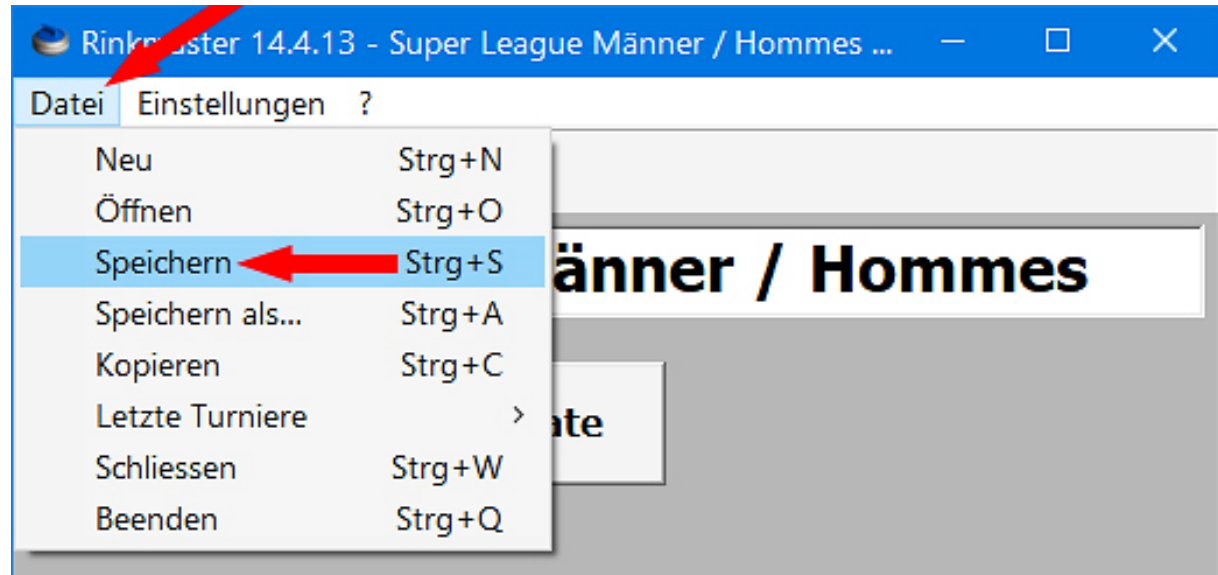 Rinkmaster 14.4.13 - Super League Männer / Hommes ...
Datei Einstellungen ?
Neu Strg+N
Öffnen Strg+O
Speichern Strg+S
änner / Hommes
Speichern als... Strg+A
Kopieren Strg+C
Letzte Turniere >
ate
Schliessen Strg+W
Beenden Strg+Q